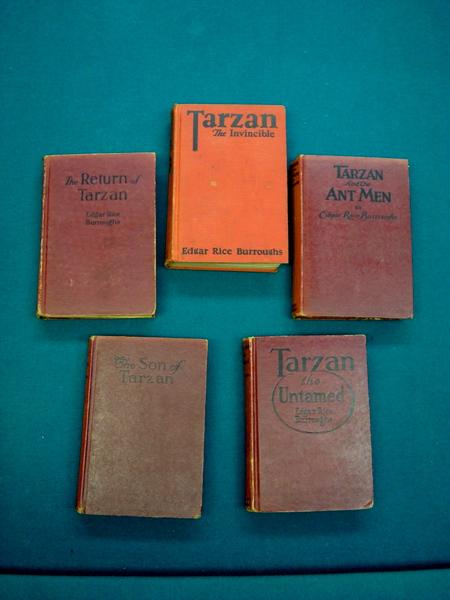 Tarzan
The Invincible
Edgar Rice Burroughs
The Return of
Tarzan
Edgar Rice
Burroughs
TARZAN
And the
ANT MEN
by
Edgar Rice Burroughs
The Son of
Tarzan
Tarzan
the
Untamed
Edgar Rice
Burroughs